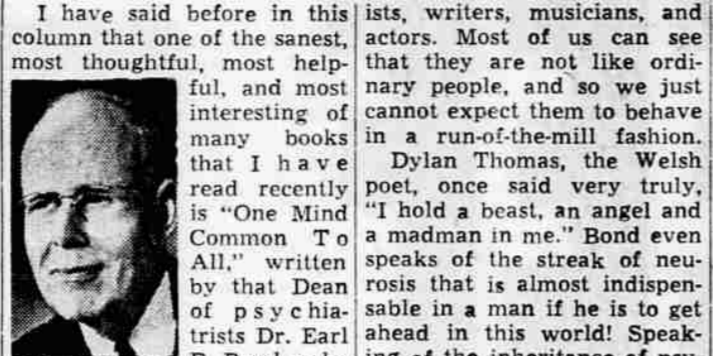 I have said before in this
column that one of the sanest,
most thoughtful, most help-
ful, and most
interesting of
many books
that I have
read recently
is “One Mind
Common To
All,” written
by that Dean
of psychia-
trists Dr. Earl
ists, writers, musicians, and
actors. Most of us can see
that they are not like ordi-
nary people, and so we just
cannot expect them to behave
in a run-of-the-mill fashion.
Dylan Thomas, the Welsh
poet, once said very truly,
“I hold a beast, an angel and
a madman in me.” Bond even
speaks of the streak of neu-
rosis that is almost indispen-
sable in a man if he is to get
ahead in this world! Speak-